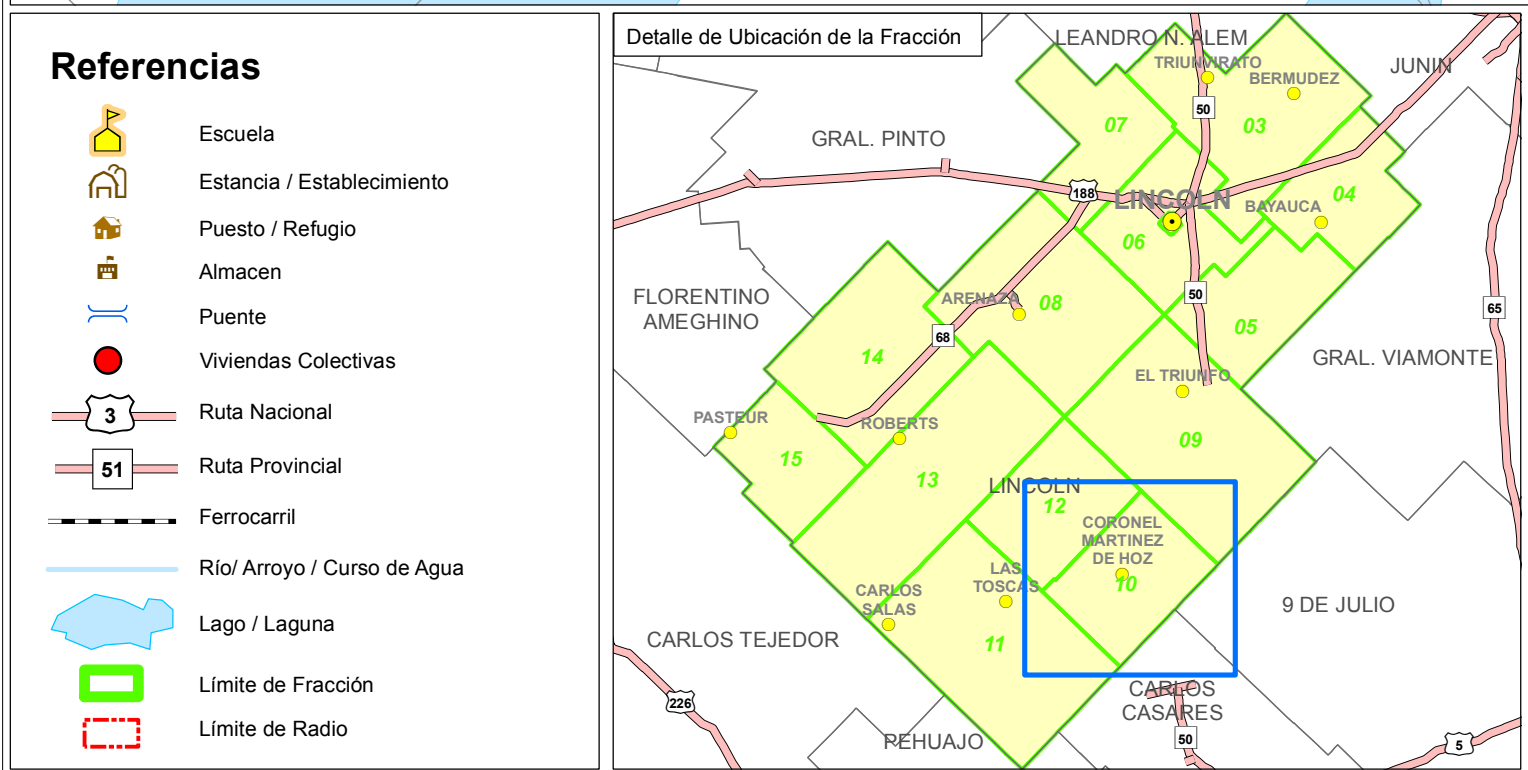 Referencias
Escuela
Estancia / Establecimiento
Puesto / Refugio
Almacen
Puente
Viviendas Colectivas
3
Ruta Nacional
51
Ruta Provincial
Ferrocarril
Río/ Arroyo / Curso de Agua
Lago / Laguna
Límite de Fracción
Límite de Radio
Detalle de Ubicación de la Fracción
LEANDRO N. ALEM
TRIUNVIRATO
BERMUDEZ
JUNIN
50
07
03
GRAL. PINTO
188
LINCOLN
BAYAUCA
04
06
FLORENTINO
AMEGHINO
ARENAZA
08
50
05
65
68
14
GRAL. VIAMONTE
EL TRIUNFO
PASTEUR
ROBERTS
09
15
13
LINCOLN
12
CORONEL
MARTINEZ
DE HOZ
10
LAS
TOSCAS
CARLOS
SALAS
9 DE JULIO
CARLOS TEJEDOR
11
226
CARLOS
CASARES
PEHUAJO
50
5